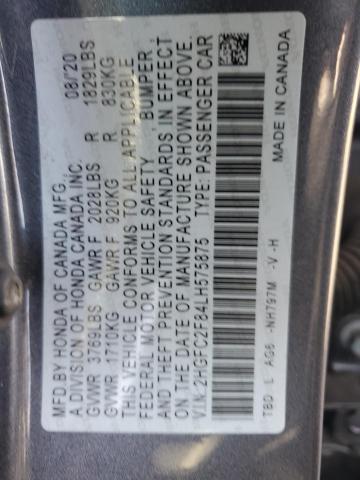 MFD.BY HONDA OF CANADA MFG. 08/'20
A DIVISION OF HONDA CANADA INC.
GVWR 3769LBS GAWR F 2028LBS R 1829LBS
GVWR 1710KG GAWR F 920KG R 830KG
THIS VEHICLE CONFORMS TO ALL APPLICABLE
FEDERAL MOTOR VEHICLE SAFETY BUMPER,
AND THEFT PREVENTION STANDARDS IN EFFECT
ON THE DATE OF MANUFACTURE SHOWN ABOVE.
VIN:2HGFC2F84LH575875 TYPE: PASSENGER CAR
TBD L AG6 -NH797M -V -H
MADE IN CANADA